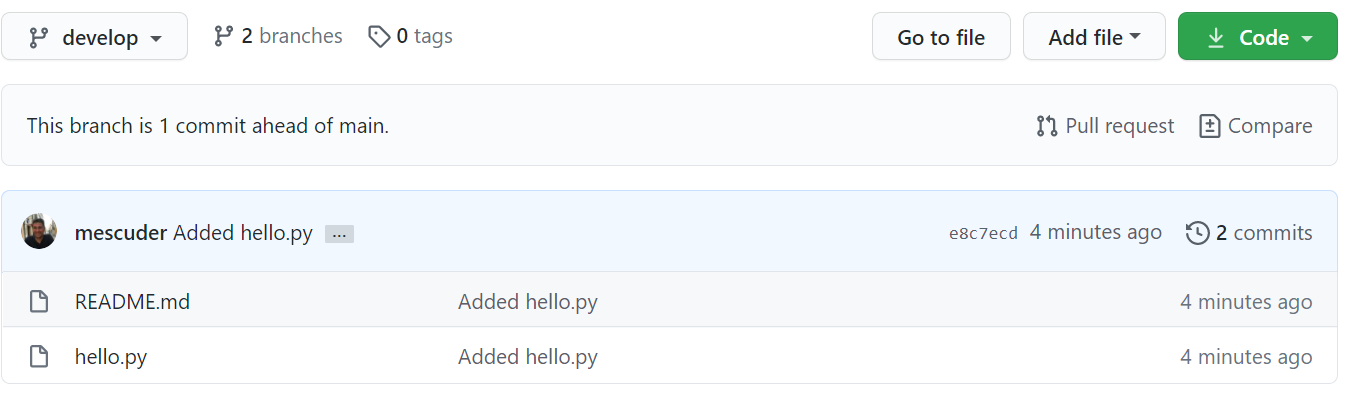 develop 2 branches 0 tags Go to file Add file Code
This branch is 1 commit ahead of main. Pull request Compare
mescuder Added hello.py ... e8c7ecd 4 minutes ago 2 commits
README.md Added hello.py 4 minutes ago
hello.py Added hello.py 4 minutes ago